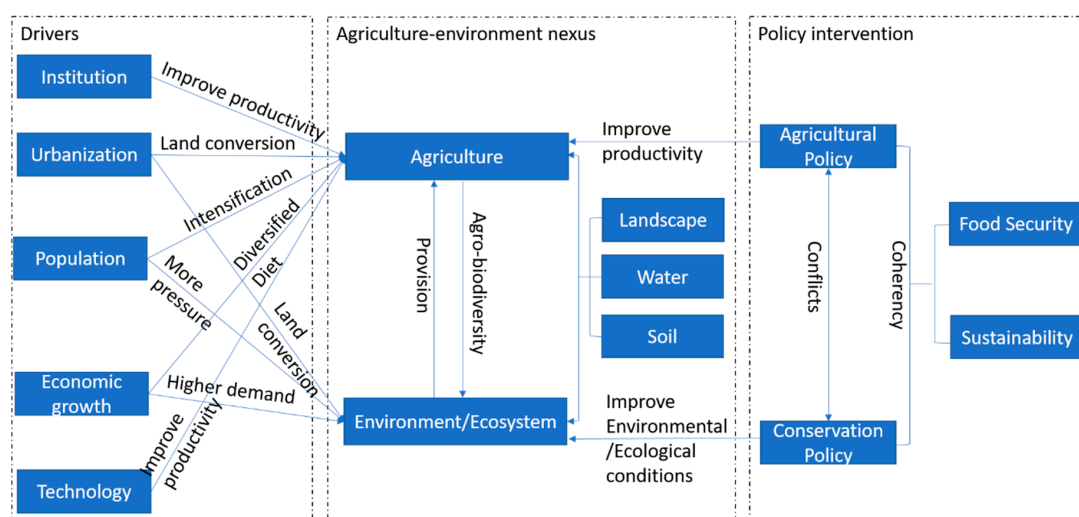 Drivers
Institution
Urbanization
Population
Economic
growth
Technology
Improve productivity
Land conversion
Intensification
Diversified
Diet
More
pressure
Land
conversion
Higher demand
Improve
productivity
Agriculture-environment nexus
Agriculture
Provision
Agro-biodiversity
Environment/Ecosystem
Landscape
Water
Soil
Improve
productivity
Improve
Environmental
/Ecological
conditions
Policy intervention
Agricultural
Policy
Conflicts
Coherency
Conservation
Policy
Food Security
Sustainability